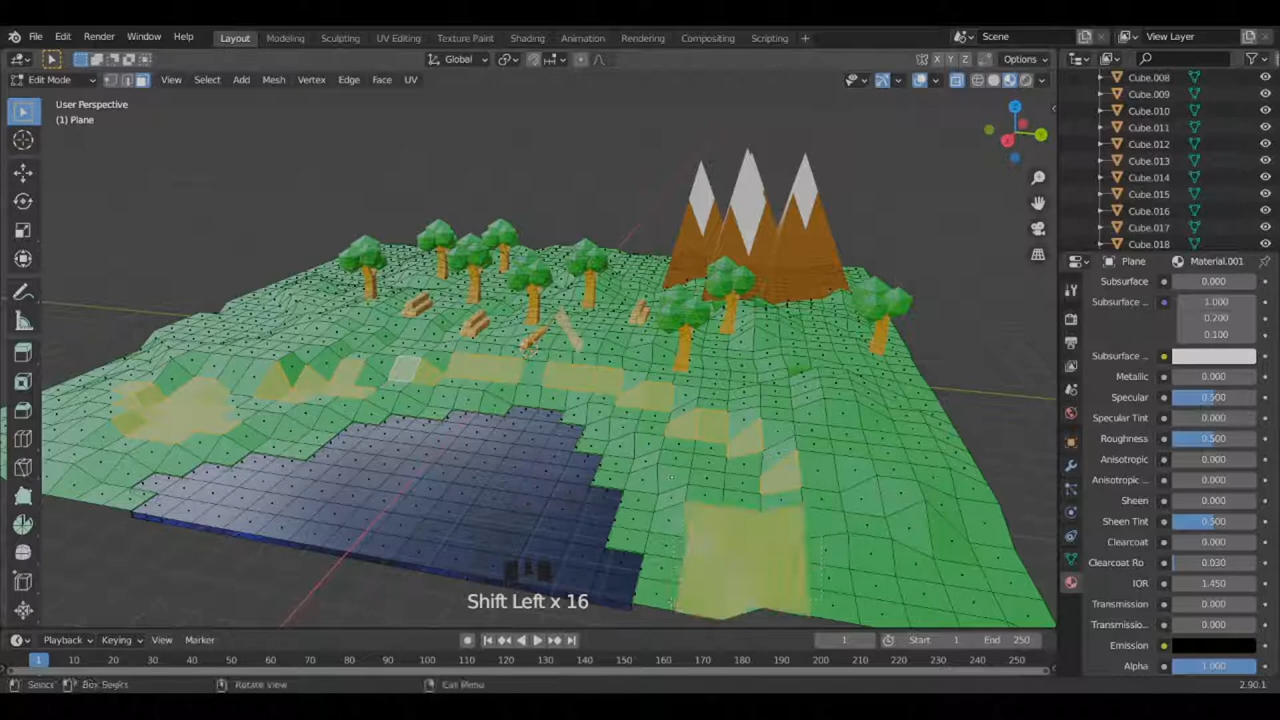 File Edit Render Window Help Layout Modeling Sculpting UV Editing Texture Paint Shading Animation Rendering Compositing Scripting + Scene View Layer
Global X Y Z Options
Edit Mode View Select Add Mesh Vertex Edge Face UV
User Perspective
(1) Plane
Cube.008
Cube.009
Cube.010
Cube.011
Cube.012
Cube.013
Cube.014
Cube.015
Cube.016
Cube.017
Cube.018
Plane Material.001
Subsurface 0.000
Subsurface ... 1.000
0.200
0.100
Subsurface ...
Metallic 0.000
Specular 0.500
Specular Tint 0.000
Roughness 0.500
Anisotropic 0.000
Anisotropic .. 0.000
Sheen 0.000
Sheen Tint 0.500
Clearcoat 0.000
Clearcoat Ro 0.030
IOR 1.450
Transmission 0.000
Transmissio... 0.000
Emission
Alpha 1.000
Shift Left x 16
Playback Keying View Marker 1 Start 1 End 250
1 10 20 30 40 50 60 70 80 90 100 110 120 130 140 150 160 170 180 190 200 210 220 230 240 250
Select Box Select Rotate View Call Menu 2.90.1